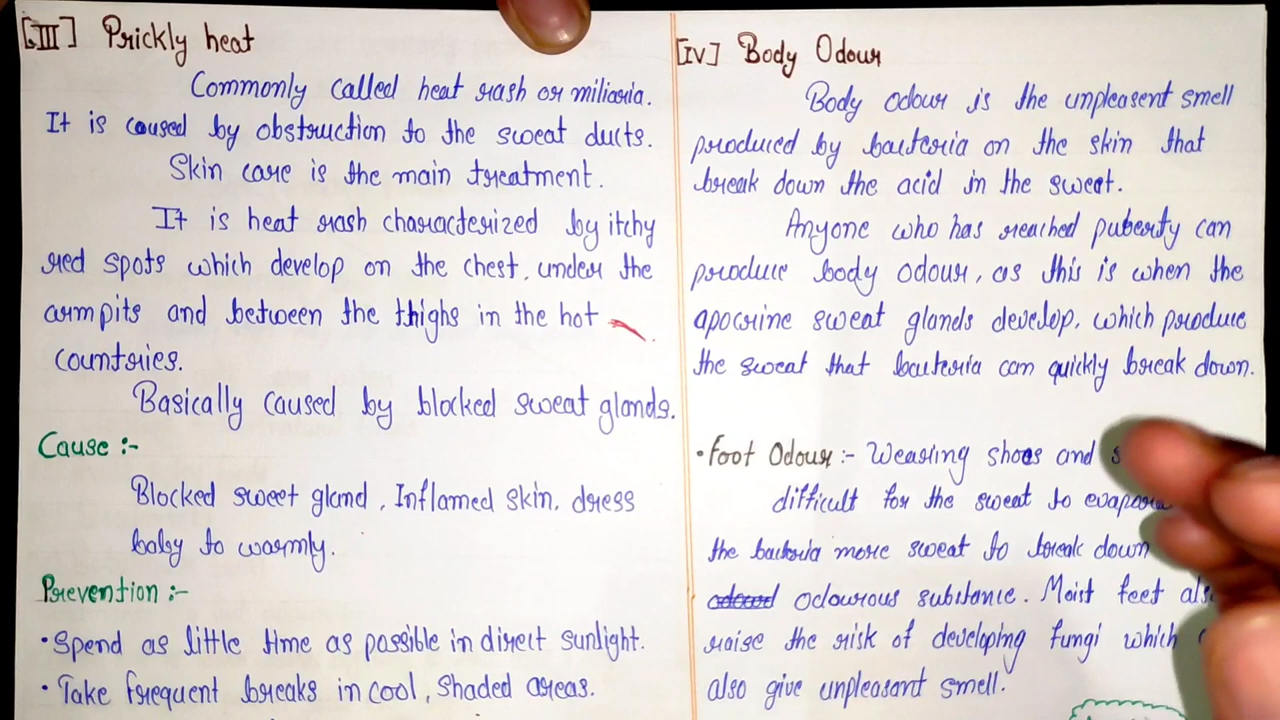 [III] Prickly heat
Commonly called heat rash or miliaria.
It is caused by obstruction to the sweat ducts.
Skin care is the main treatment.
It is heat rash characterized by itchy
red spots which develop on the chest, under the
armpits and between the thighs in the hot
countries.
Basically caused by blocked sweat glands.
Cause :-
Blocked sweet gland, Inflamed skin, dress
baby to warmly.
Prevention :-
• Spend as little time as possible in direct sunlight.
• Take frequent breaks in cool, shaded areas.
[IV] Body Odour
Body odour is the unpleasent smell
produced by bacteria on the skin that
break down the acid in the sweat.
Anyone who has reached puberty can
produce body odour, as this is when the
apocrine sweat glands develop, which produce
the sweat that bacteria can quickly break down.
• Foot Odour :- Wearing shoes and
difficult for the sweat to
the bacteria more sweat to break down
odourous substance. Moist feet
raise the risk of developing fungi which
also give unpleasant smell.